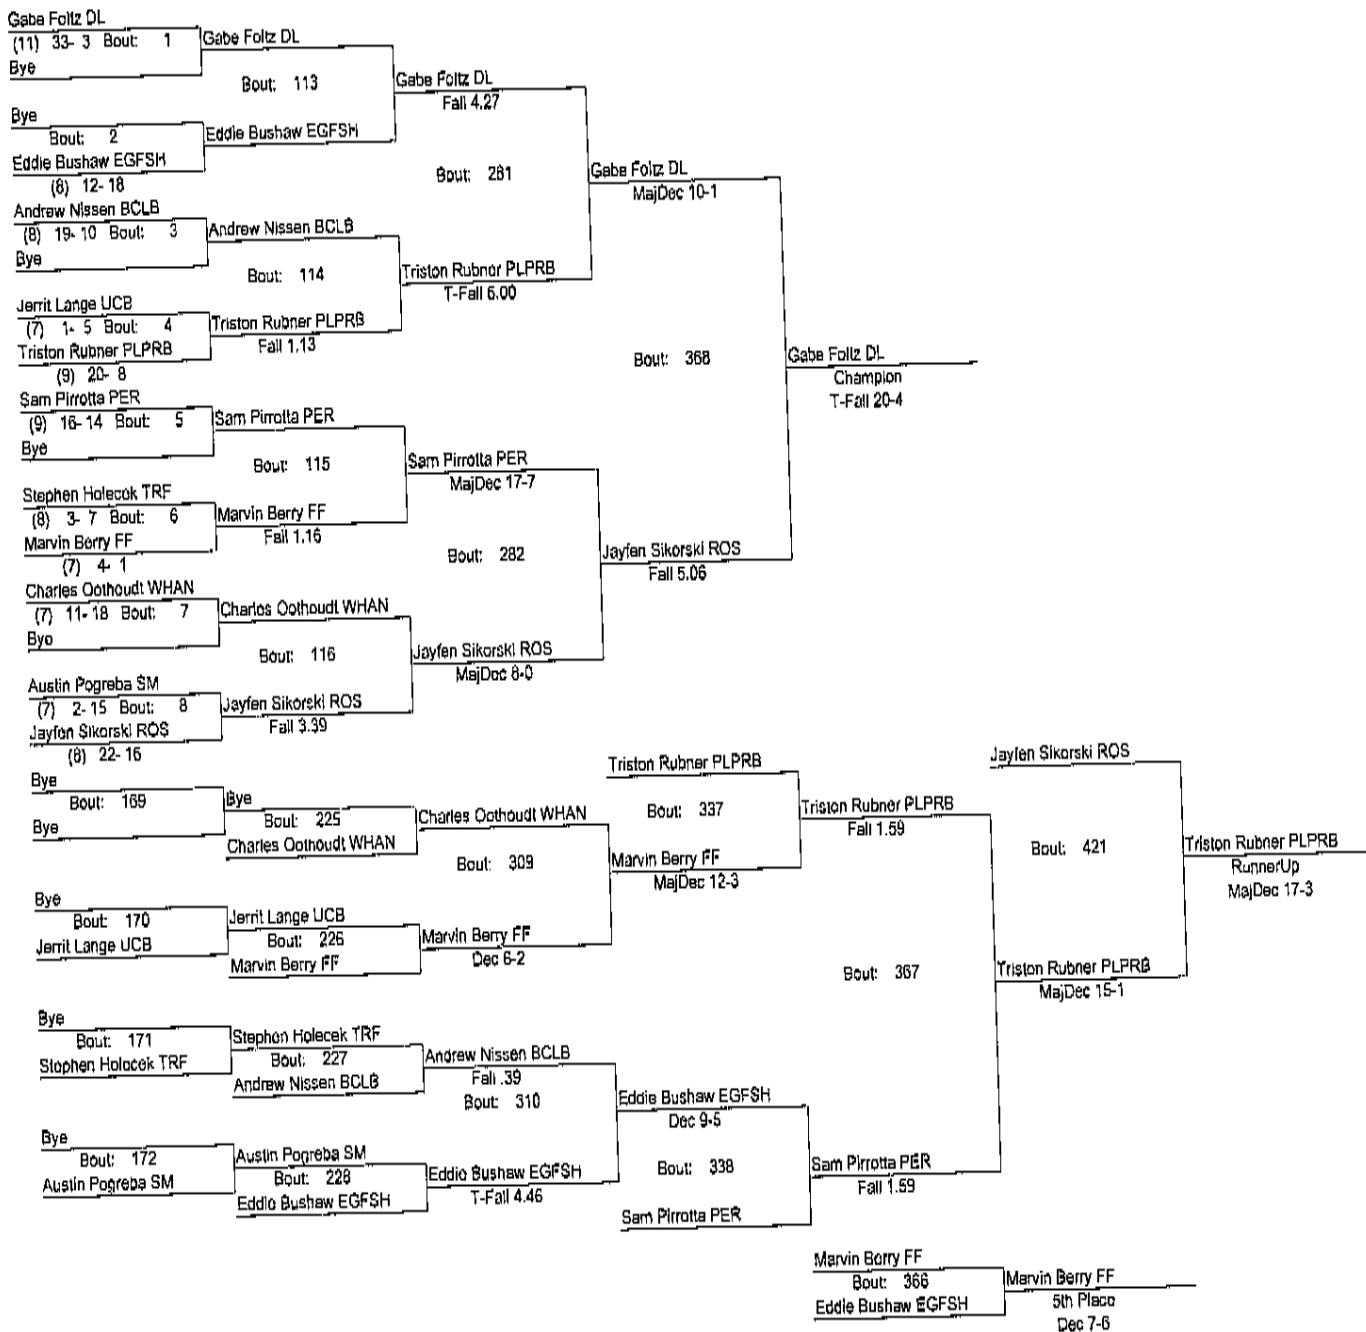 Gabe Foltz DL
(11) 33- 3 Bout: 1
Bye
Gabe Foltz DL
Bout: 113
Bye
Bout: 2
Eddie Bushaw EGFSH
(8) 12- 18
Eddie Bushaw EGFSH
Gabe Foltz DL
Fall 4.27
Bout: 281
Andrew Nissen BCLB
(8) 19- 10 Bout: 3
Bye
Andrew Nissen BCLB
Bout: 114
Jerrit Lange UCB
(7) 1- 5 Bout: 4
Triston Rubner PLPRB
(9) 20- 8
Triston Rubner PLPRB
Fall 1.13
Triston Rubner PLPRB
T-Fall 6.00
Gabe Foltz DL
MajDec 10-1
Bout: 368
Gabe Foltz DL
Champion
T-Fall 20-4
Sam Pirrotta PER
(9) 16- 14 Bout: 5
Bye
Sam Pirrotta PER
Bout: 115
Stephen Holecek TRF
(8) 3- 7 Bout: 6
Marvin Berry FF
(7) 4- 1
Marvin Berry FF
Fall 1.16
Sam Pirrotta PER
MajDec 17-7
Bout: 282
Charles Oothoudt WHAN
(7) 11- 18 Bout: 7
Bye
Charles Oothoudt WHAN
Bout: 116
Austin Pogreba SM
(7) 2- 15 Bout: 8
Jayfen Sikorski ROS
(8) 22- 16
Jayfen Sikorski ROS
Fall 3.39
Jayfen Sikorski ROS
MajDec 8-0
Jayfen Sikorski ROS
Fall 5.06
Bye
Bout: 169
Bye
Bye
Bout: 225
Charles Oothoudt WHAN
Charles Oothoudt WHAN
Bout: 309
Bye
Bout: 170
Jerrit Lange UCB
Jerrit Lange UCB
Bout: 226
Marvin Berry FF
Marvin Berry FF
Dec 6-2
Triston Rubner PLPRB
Bout: 337
Marvin Berry FF
MajDec 12-3
Triston Rubner PLPRB
Fall 1.59
Bout: 367
Bye
Bout: 171
Stephen Holecek TRF
Stephen Holecek TRF
Bout: 227
Andrew Nissen BCLB
Andrew Nissen BCLB
Fall .39
Bout: 310
Bye
Bout: 172
Austin Pogreba SM
Austin Pogreba SM
Bout: 228
Eddie Bushaw EGFSH
Eddie Bushaw EGFSH
T-Fall 4.46
Eddie Bushaw EGFSH
Dec 9-5
Bout: 338
Sam Pirrotta PER
Sam Pirrotta PER
Fall 1.59
Jayfen Sikorski ROS
Bout: 421
Triston Rubner PLPRB
MajDec 15-1
Triston Rubner PLPRB
RunnerUp
MajDec 17-3
Marvin Berry FF
Bout: 366
Eddie Bushaw EGFSH
Marvin Berry FF
5th Place
Dec 7-6